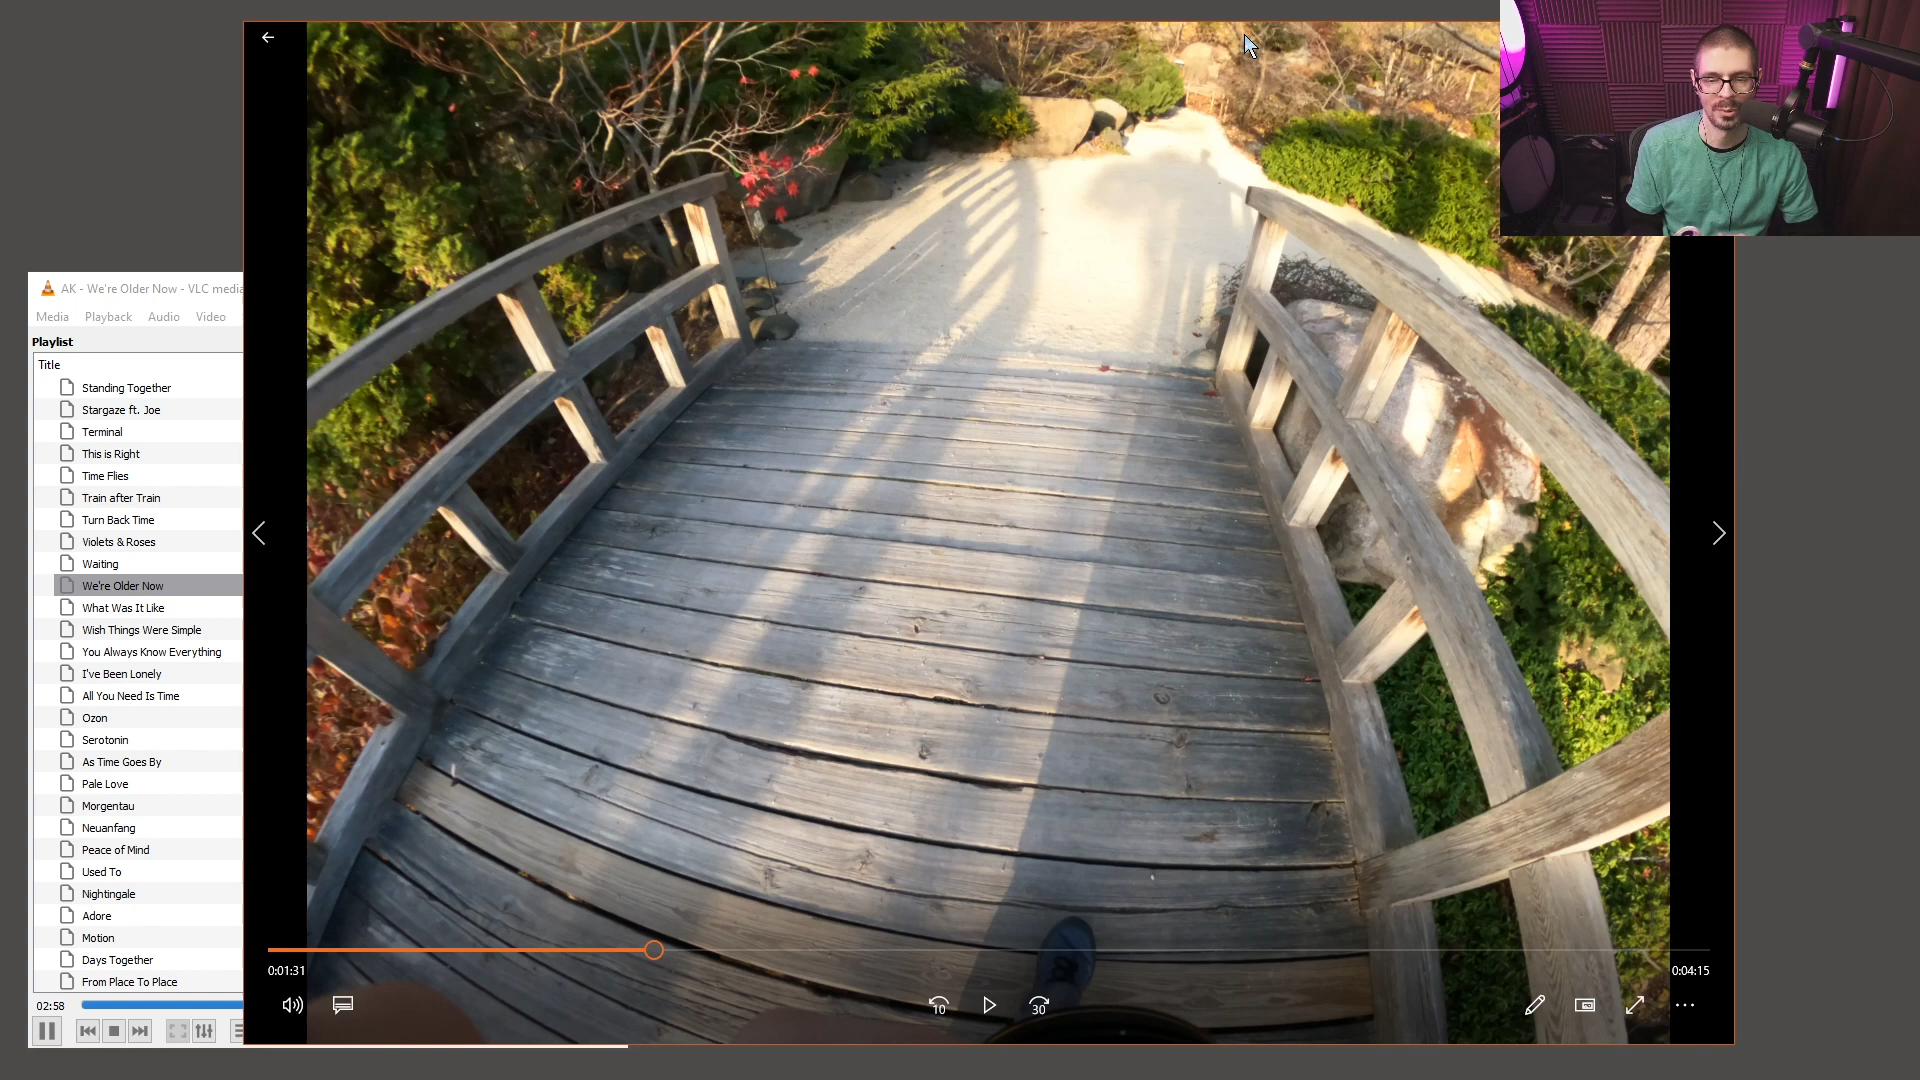 AK - We're Older Now - VLC media
Media Playback Audio Video
Playlist
Title
Standing Together
Stargaze ft. Joe
Terminal
This is Right
Time Flies
Train after Train
Turn Back Time
Violets & Roses
Waiting
We're Older Now
What Was It Like
Wish Things Were Simple
You Always Know Everything
I've Been Lonely
All You Need Is Time
Ozon
Serotonin
As Time Goes By
Pale Love
Morgentau
Neuanfang
Peace of Mind
Used To
Nightingale
Adore
Motion
Days Together
From Place To Place
02:58
0:01:31
0:04:15
10
30